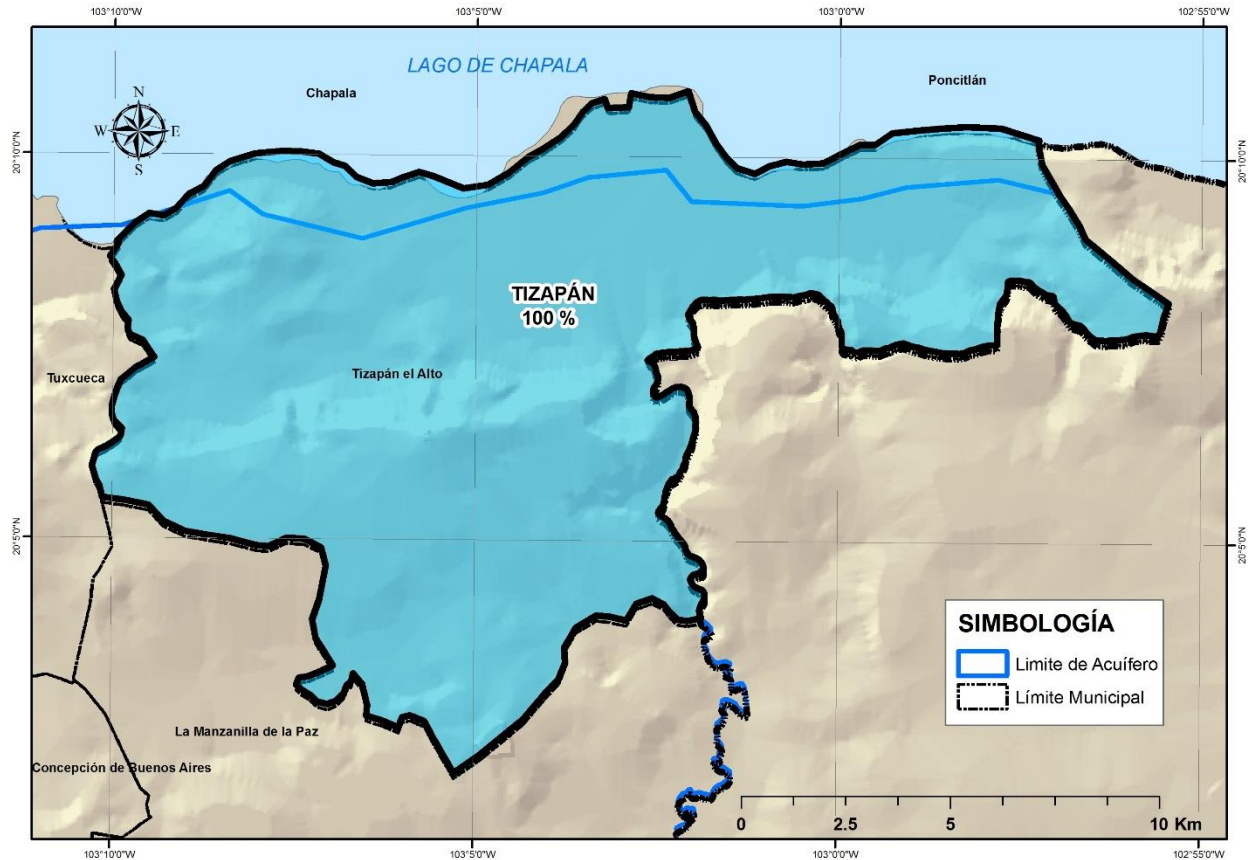 103°10'0"W
103°5'0"W
103°0'0"W
102°55'0"W
LAGO DE CHAPALA
Chapala
Poncitlán
N
W
E
S
20°10'0"N
20°10'0"N
TIZAPÁN
100 %
Tuxcueca
Tizapán el Alto
20°5'0"N
20°5'0"N
SIMBOLOGÍA
Limite de Acuífero
Límite Municipal
La Manzanilla de la Paz
Concepción de Buenos Aires
0
2.5
5
10 Km
103°10'0"W
103°5'0"W
103°0'0"W
102°55'0"W